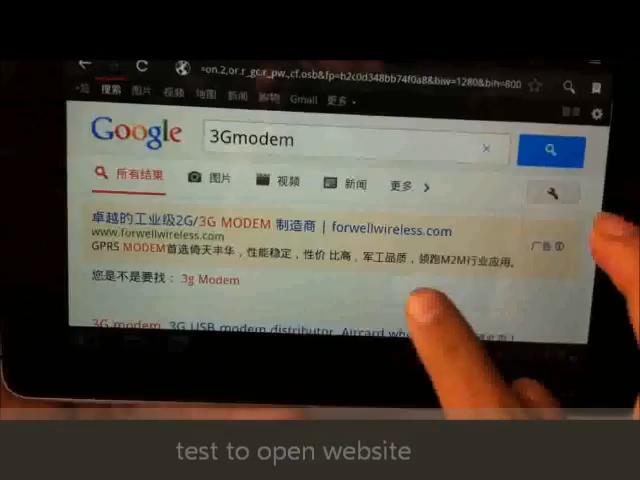 =on.2,or.r_gc.r_pw.,cf.osb&fp=b2c0d348bb74f0a8&biw=1280&bih=800
搜索 图片 视频 地图 新闻 购物 Gmail 更多
Google
3Gmodem
所有结果 图片 视频 新闻 更多
卓越的工业级2G/3G MODEM 制造商 | forwellwireless.com
www.forwellwireless.com
广告
GPRS MODEM首选倚天丰华，性能稳定，性价 比高，军工品质，领跑M2M行业应用。
您是不是要找： 3g Modem
3G modem, 3G USB modem distributor, Aircard
test to open website